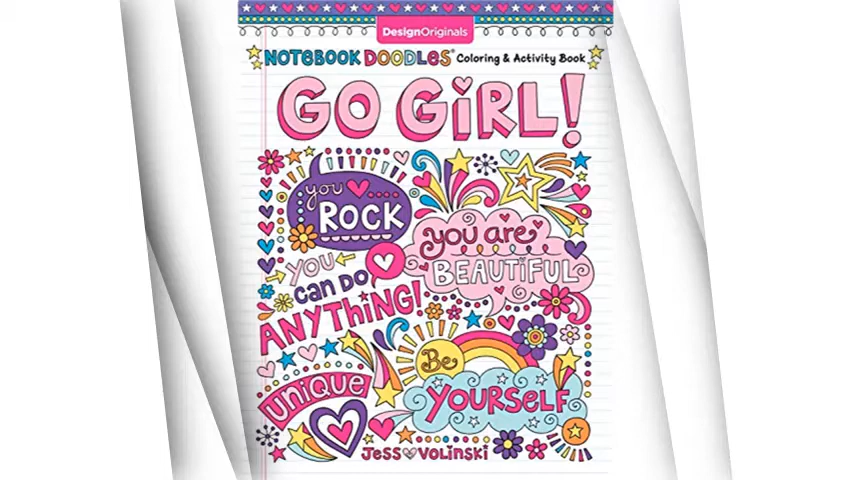 DesignOriginals
NOTEBOOK DOODLES® Coloring & Activity Book
GO GiRL!
you
ROCK
you are
BEAUTiFUL
YOU
CAN DO
ANYTHiNG!
Be
YOURSELF
UNiQUE
Jess VOLiNSKi